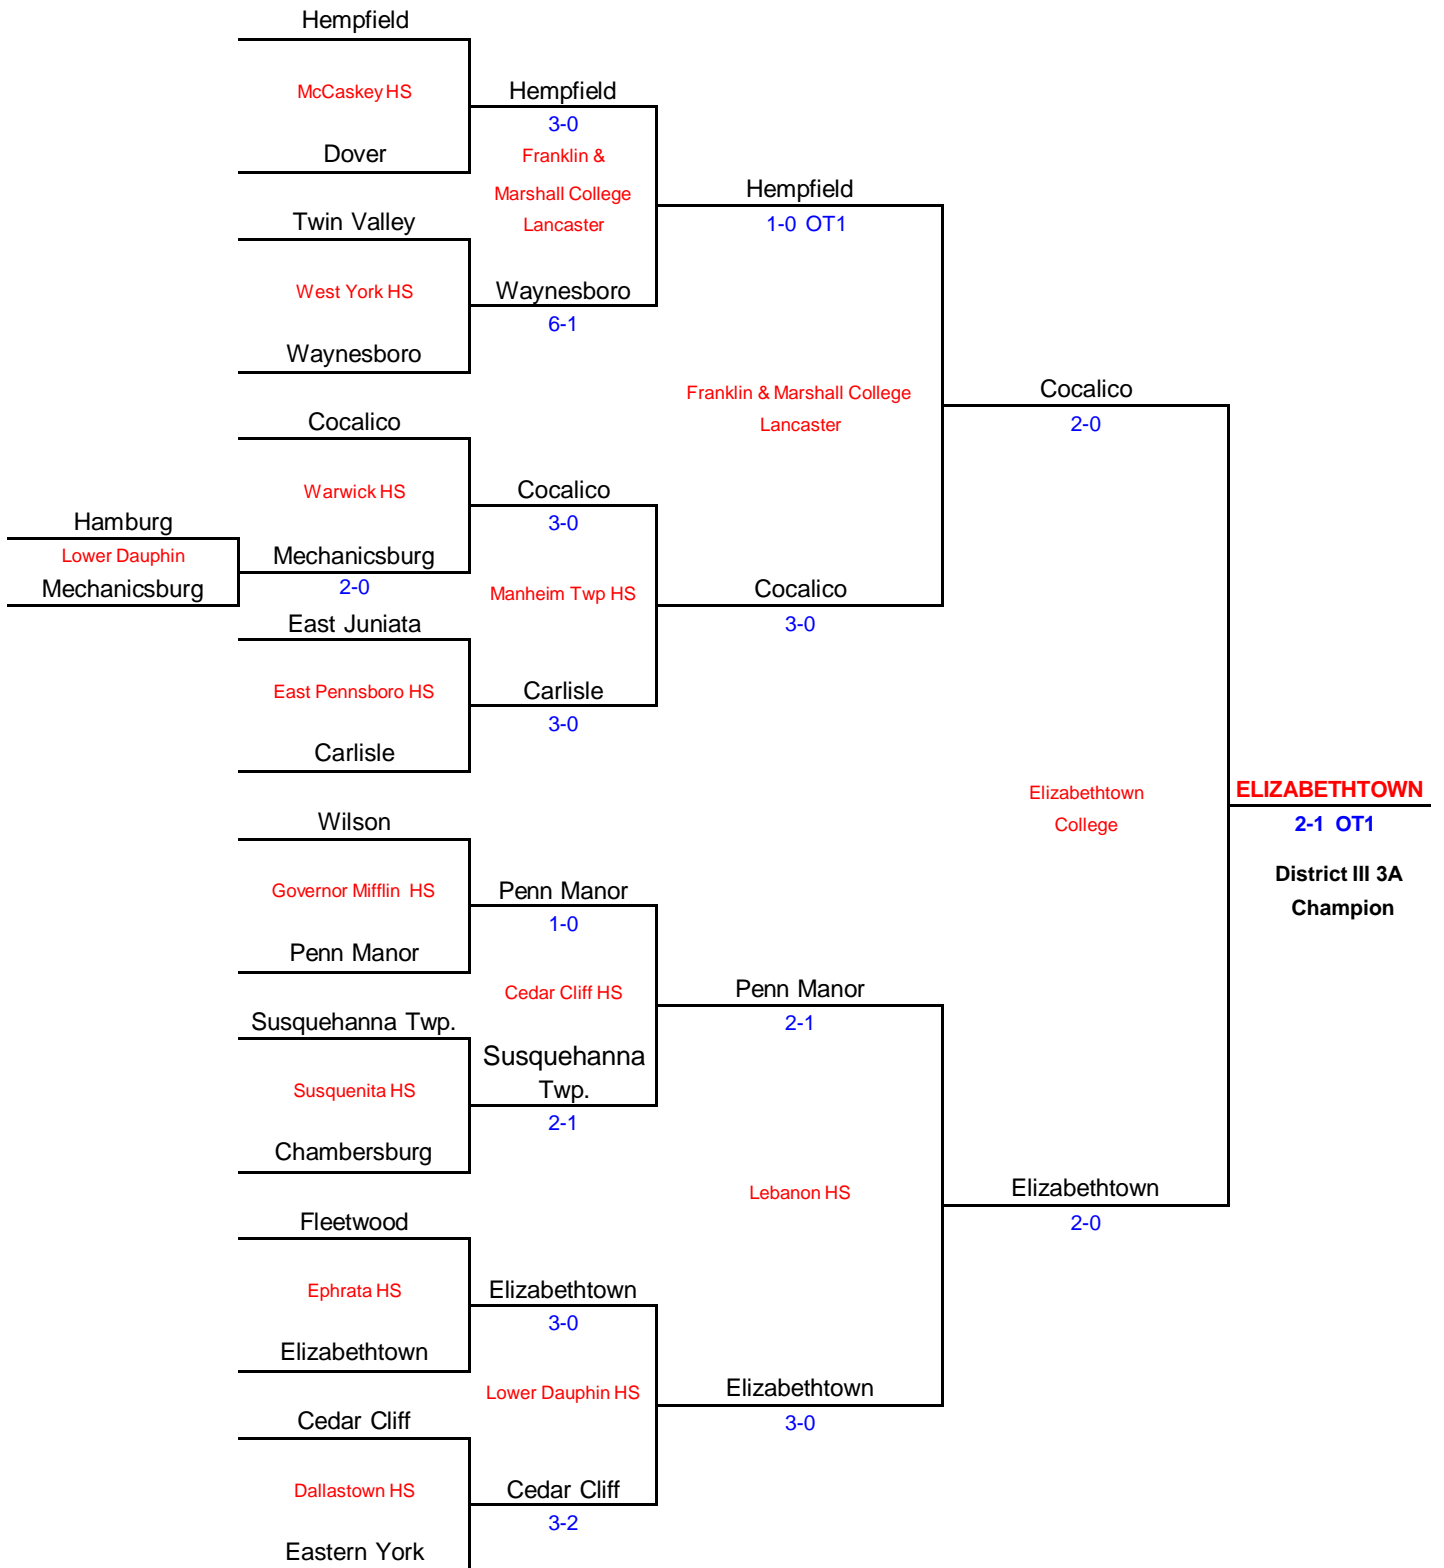 Hempfield
McCaskey HS
Hempfield
3-0
Dover
Franklin &
Marshall College
Lancaster
Hempfield
1-0 OT1
Twin Valley
West York HS
Waynesboro
6-1
Waynesboro
Franklin & Marshall College
Lancaster
Cocalico
2-0
Cocalico
Warwick HS
Cocalico
3-0
Hamburg
Lower Dauphin
Mechanicsburg
Mechanicsburg
2-0
Manheim Twp HS
Cocalico
3-0
East Juniata
East Pennsboro HS
Carlisle
3-0
Carlisle
Elizabethtown
College
ELIZABETHTOWN
2-1 OT1
District III 3A
Champion
Wilson
Governor Mifflin HS
Penn Manor
1-0
Penn Manor
Cedar Cliff HS
Penn Manor
2-1
Susquehanna Twp.
Susquenita HS
Susquehanna
Twp.
2-1
Chambersburg
Lebanon HS
Elizabethtown
2-0
Fleetwood
Ephrata HS
Elizabethtown
3-0
Elizabethtown
Lower Dauphin HS
Elizabethtown
3-0
Cedar Cliff
Dallastown HS
Cedar Cliff
3-2
Eastern York